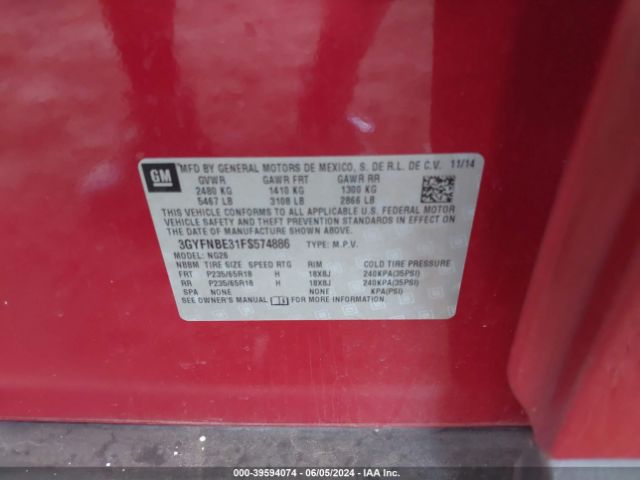 GM
MFD BY GENERAL MOTORS DE MEXICO, S. DE R.L. DE C.V. 11/14
GVWR GAWR FRT GAWR RR
2480 KG 1410 KG 1300 KG
5467 LB 3108 LB 2866 LB
THIS VEHICLE CONFORMS TO ALL APPLICABLE U.S. FEDERAL MOTOR
VEHICLE SAFETY AND THEFT PREVENTION STANDARDS IN EFFECT ON THE
DATE OF MANUFACTURE SHOWN ABOVE.
3GYFNBE31FS574886 TYPE: M.P.V.
MODEL: NG26
NBBM TIRE SIZE SPEED RTG RIM COLD TIRE PRESSURE
FRT P235/65R18 H 18X8J 240KPA(35PSI)
RR P235/65R18 H 18X8J 240KPA(35PSI)
SPA NONE NONE KPA(PSI)
SEE OWNER'S MANUAL FOR MORE INFORMATION.
000-39594074 | 06/05/2024 - IAA Inc.